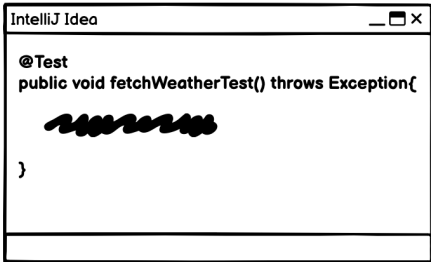 IntelliJ Idea
@Test
public void fetchWeatherTest() throws Exception{
}